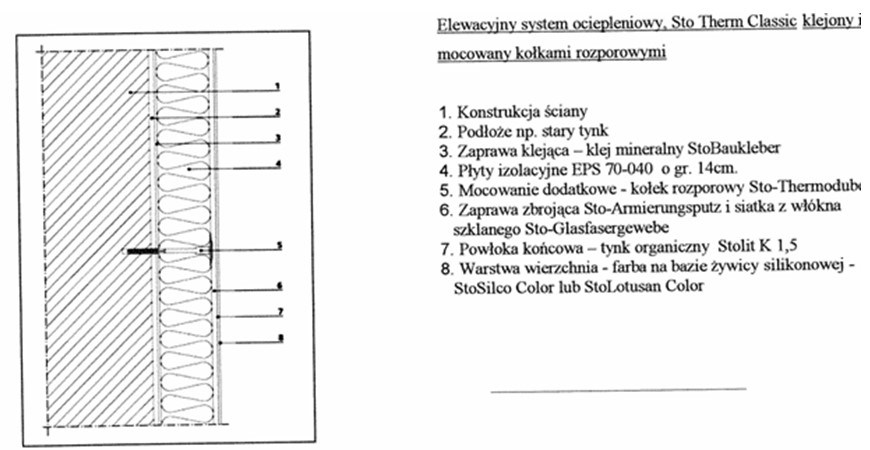 Elewacyjny system ociepleniowy, Sto Therm Classic klejony i
mocowany kołkami rozporowymi
1. Konstrukcja ściany
2. Podłoże np. stary tynk
3. Zaprawa klejąca – klej mineralny StoBaukleber
4. Płyty izolacyjne EPS 70-040 o gr. 14cm.
5. Mocowanie dodatkowe - kołek rozporowy Sto-Thermodube
6. Zaprawa zbrojąca Sto-Armierungsputz i siatka z włókna
szklanego Sto-Glasfasergewebe
7. Powłoka końcowa – tynk organiczny Stolit K 1,5
8. Warstwa wierzchnia - farba na bazie żywicy silikonowej -
StoSilco Color lub StoLotusan Color
1
2
3
4
5
6
7
8